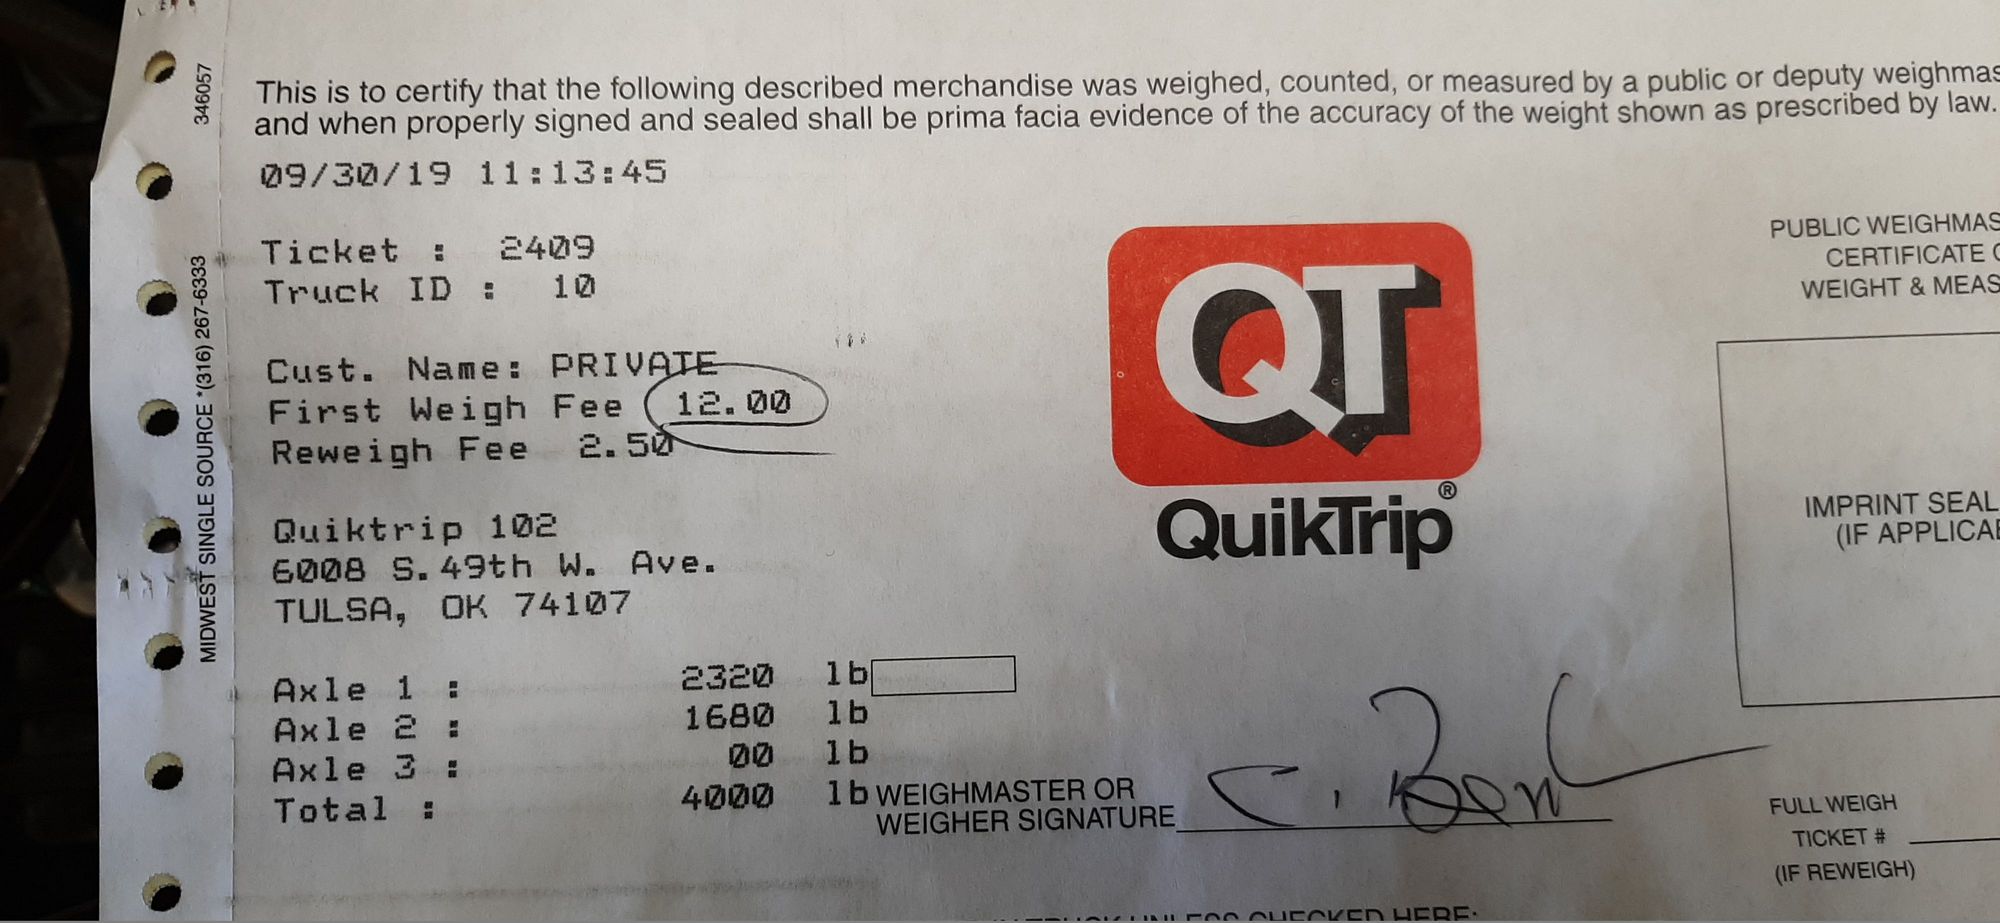 This is to certify that the following described merchandise was weighed, counted, or measured by a public or deputy weighmas
and when properly signed and sealed shall be prima facia evidence of the accuracy of the weight shown as prescribed by law.
346057
MIDWEST SINGLE SOURCE *(316) 267-6333
09/30/19 11:13:45
Ticket : 2409
Truck ID : 10
Cust. Name: PRIVATE
First Weigh Fee 12.00
Reweigh Fee 2.50
Quiktrip 102
6008 S.49th W. Ave.
TULSA, OK 74107
Axle 1 : 2320 lb
Axle 2 : 1680 lb
Axle 3 : 00 lb
Total : 4000 lb
QT
QuikTrip®
PUBLIC WEIGHMAS
CERTIFICATE
WEIGHT & MEAS
IMPRINT SEAL
(IF APPLICAB
WEIGHMASTER OR
WEIGHER SIGNATURE
FULL WEIGH
TICKET #
(IF REWEIGH)
UNLESS CHECKED HERE: